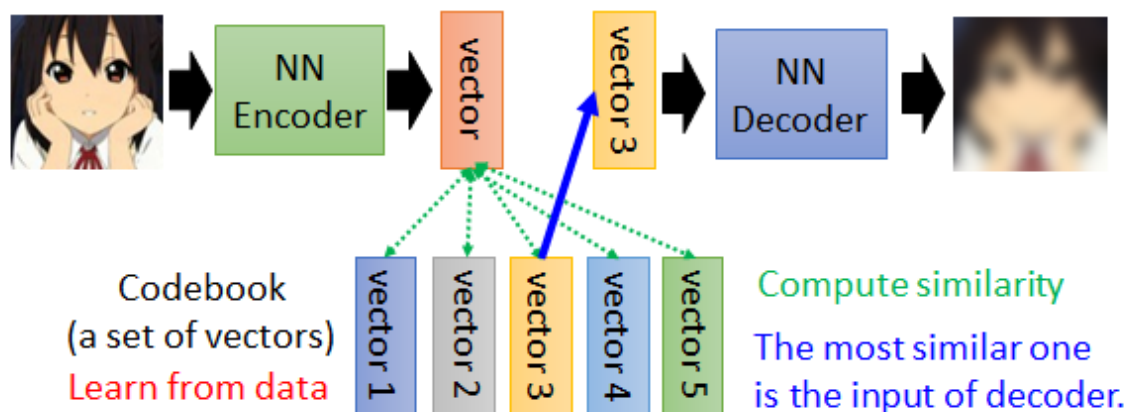 NN
Encoder
vector
vector 3
NN
Decoder
Codebook
(a set of vectors)
Learn from data
vector 1
vector 2
vector 3
vector 4
vector 5
Compute similarity
The most similar one
is the input of decoder.